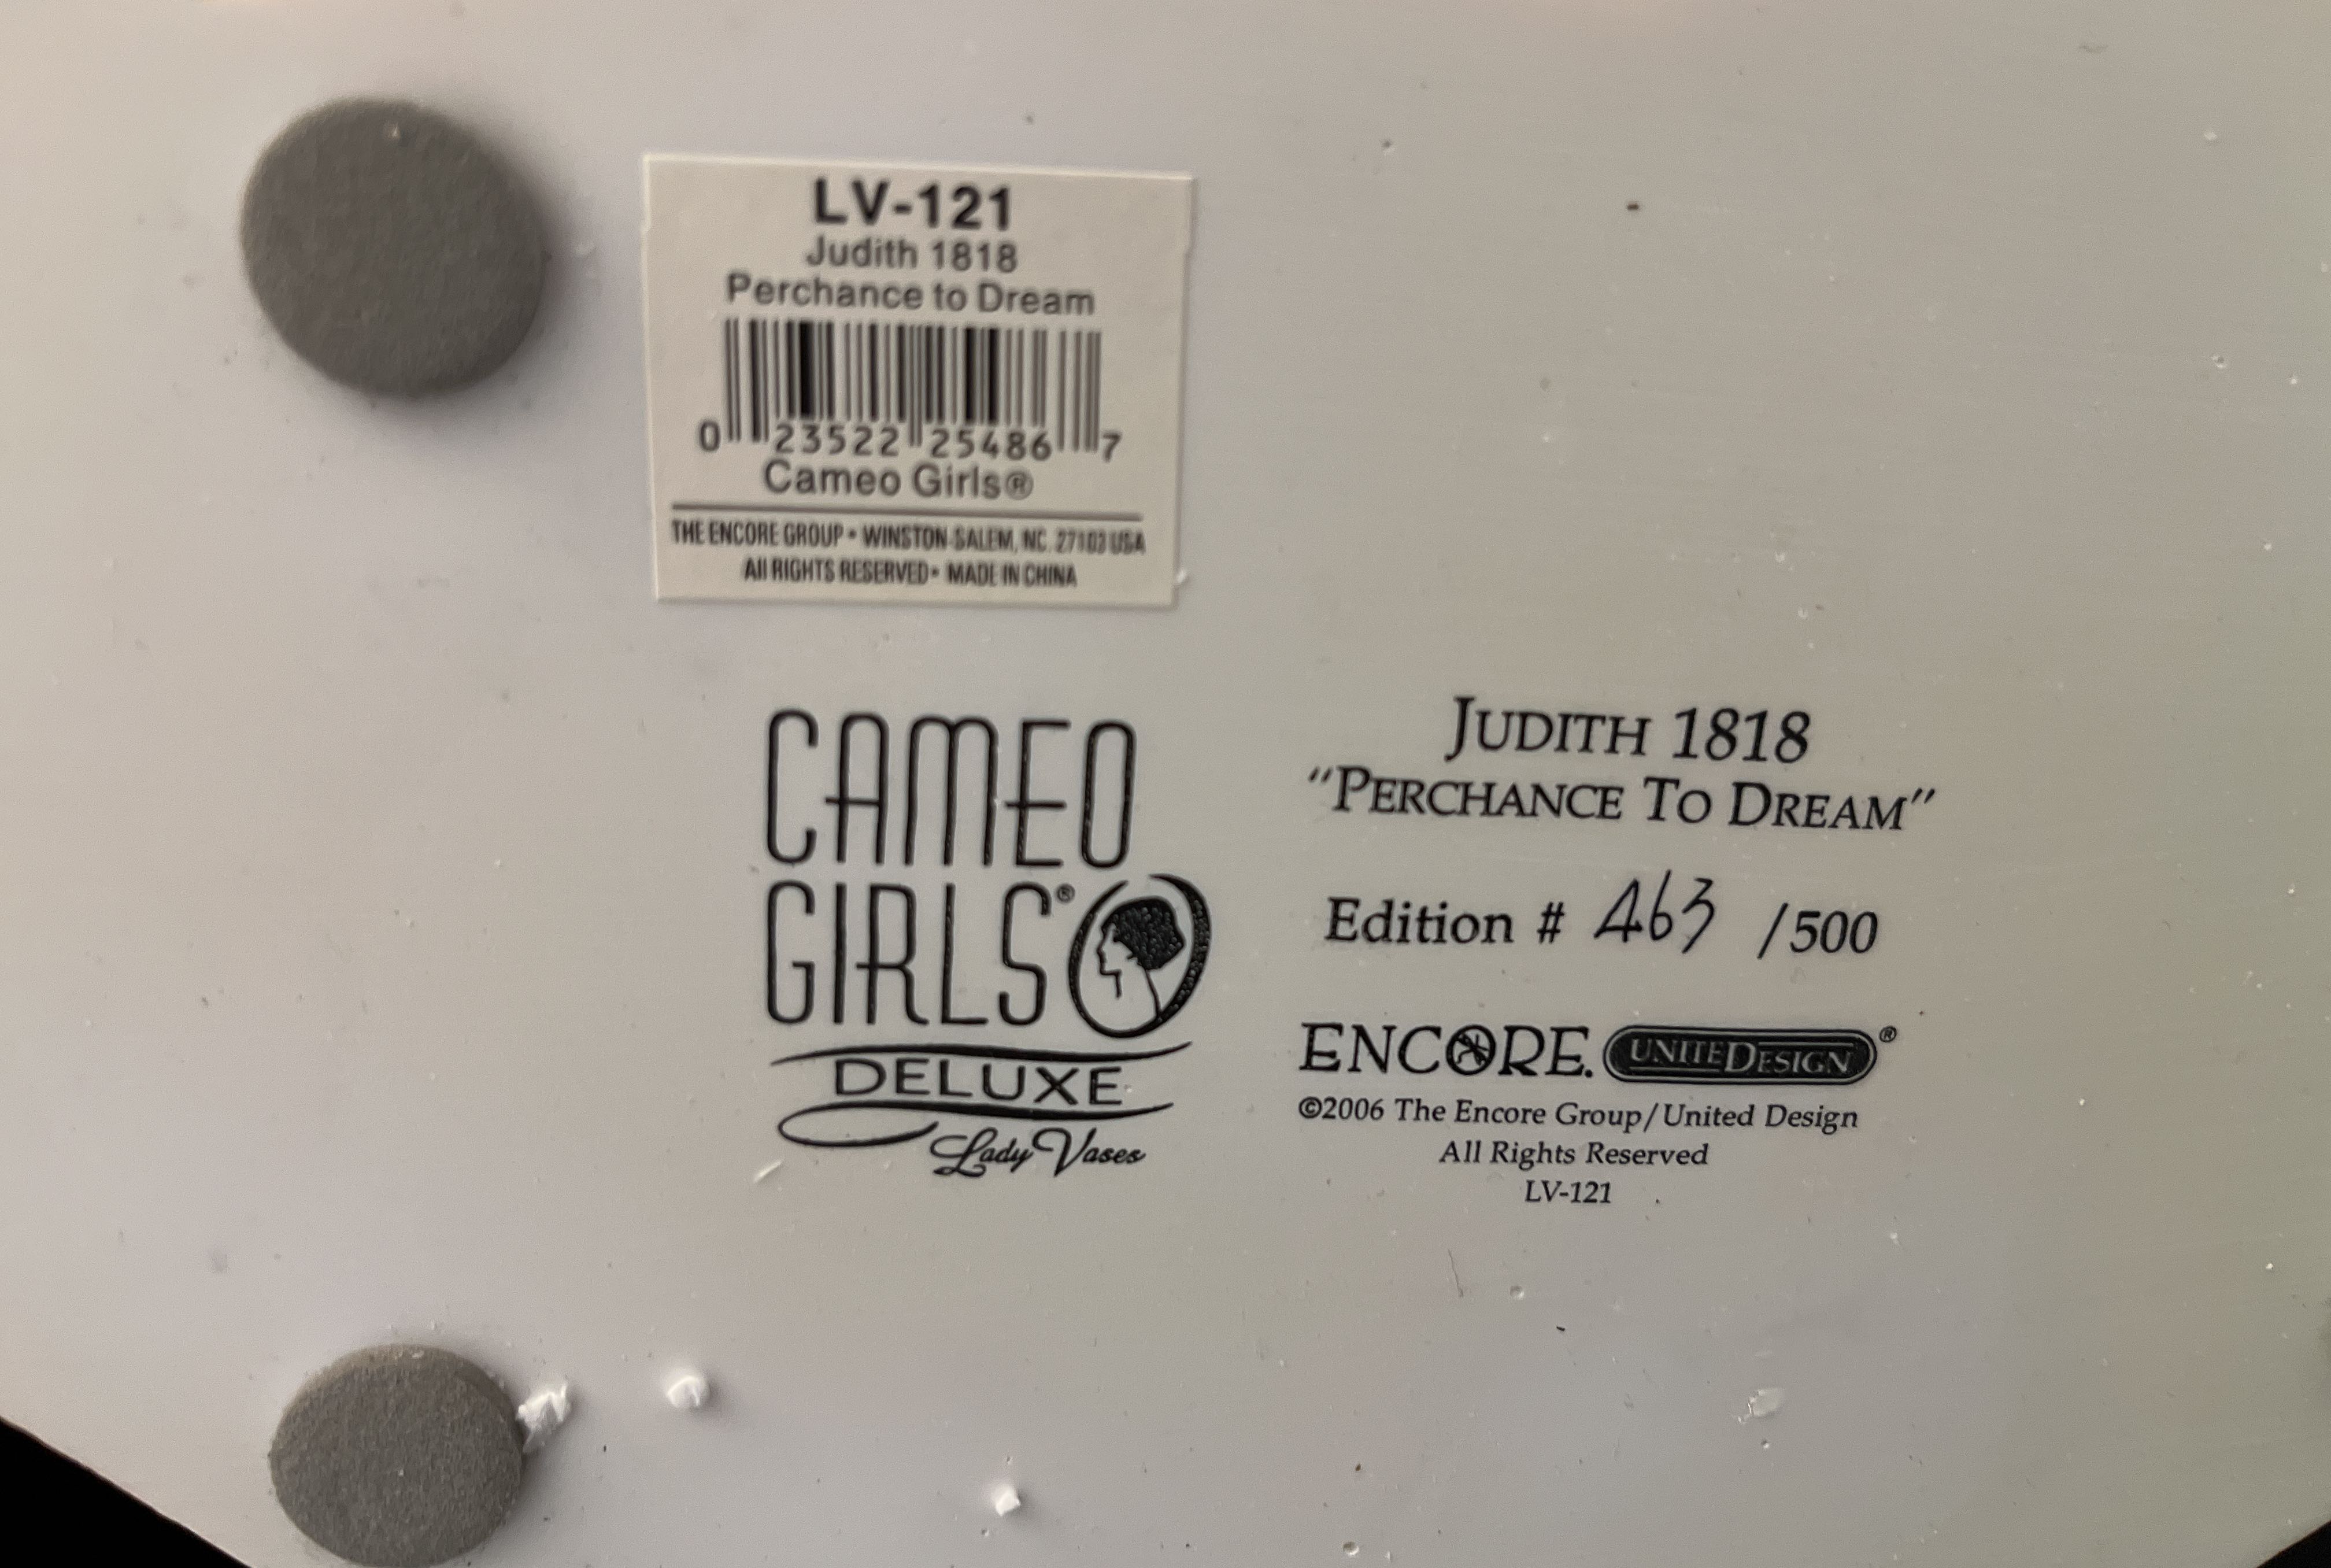 LV-121
Judith 1818
Perchance to Dream
0 23522 25486 7
Cameo Girls®
THE ENCORE GROUP • WINSTON-SALEM, NC. 27103 USA
All RIGHTS RESERVED • MADE IN CHINA
CAMEO
GIRLS®
DELUXE
Lady Vases
JUDITH 1818
"PERCHANCE TO DREAM"
Edition # 463 /500
ENCORE. UNITEDESIGN®
©2006 The Encore Group/United Design
All Rights Reserved
LV-121